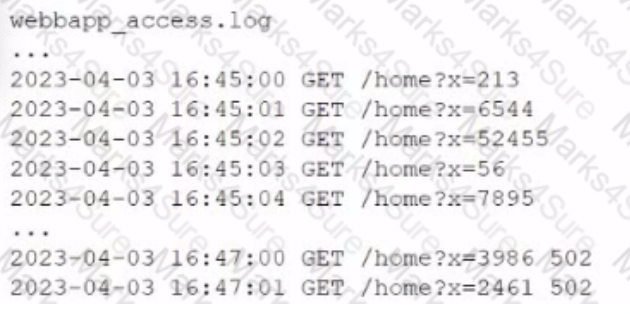 webbapp_access.log
...
2023-04-03 16:45:00 GET /home?x=213
2023-04-03 16:45:01 GET /home?x=6544
2023-04-03 16:45:02 GET /home?x=52455
2023-04-03 16:45:03 GET /home?x=56
2023-04-03 16:45:04 GET /home?x=7895
...
2023-04-03 16:47:00 GET /home?x=3986 502
2023-04-03 16:47:01 GET /home?x=2461 502
Marks4Sure